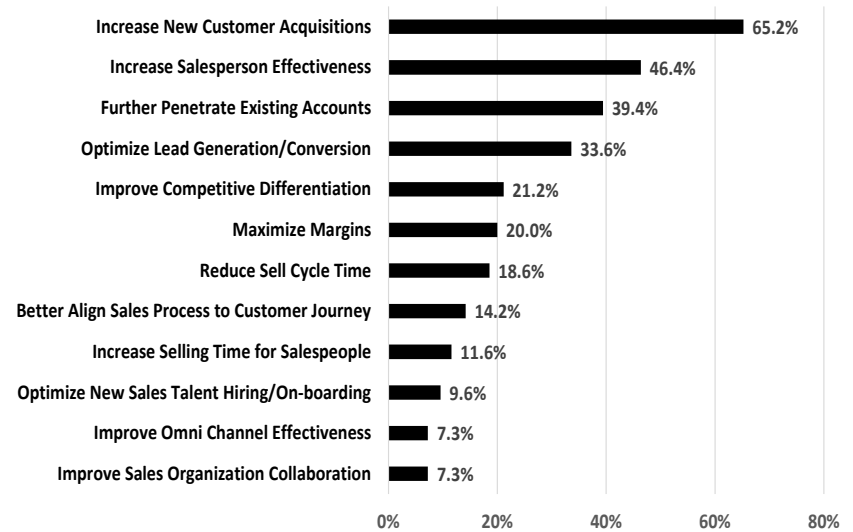 Increase New Customer Acquisitions 65.2%
Increase Salesperson Effectiveness 46.4%
Further Penetrate Existing Accounts 39.4%
Optimize Lead Generation/Conversion 33.6%
Improve Competitive Differentiation 21.2%
Maximize Margins 20.0%
Reduce Sell Cycle Time 18.6%
Better Align Sales Process to Customer Journey 14.2%
Increase Selling Time for Salespeople 11.6%
Optimize New Sales Talent Hiring/On-boarding 9.6%
Improve Omni Channel Effectiveness 7.3%
Improve Sales Organization Collaboration 7.3%
0% 20% 40% 60% 80%